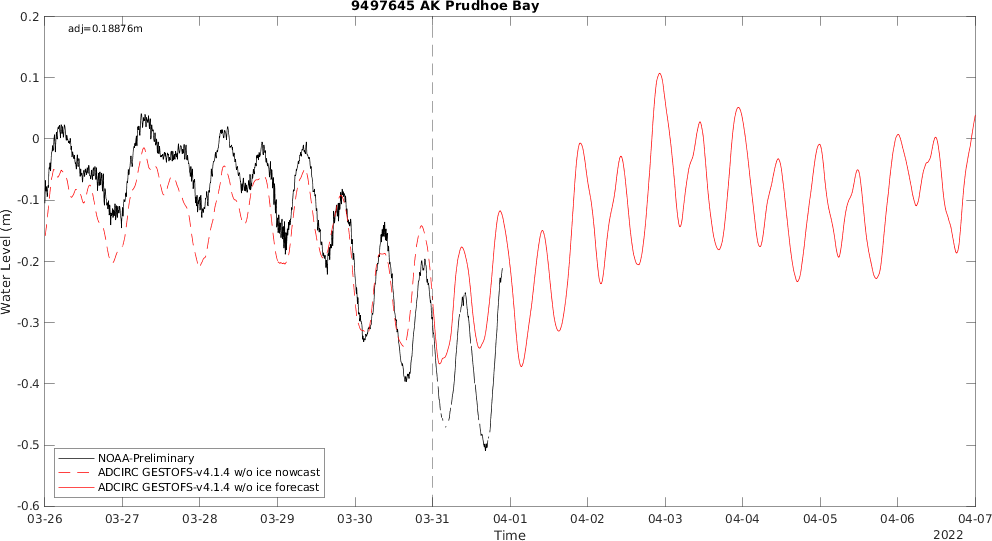 9497645 AK Prudhoe Bay
adj=0.18876m
0.2
0.1
0
-0.1
-0.2
-0.3
-0.4
-0.5
-0.6
Water Level (m)
NOAA-Preliminary
ADCIRC GESTOFS-v4.1.4 w/o ice nowcast
ADCIRC GESTOFS-v4.1.4 w/o ice forecast
03-26 03-27 03-28 03-29 03-30 03-31 04-01 04-02 04-03 04-04 04-05 04-06 04-07
Time
2022